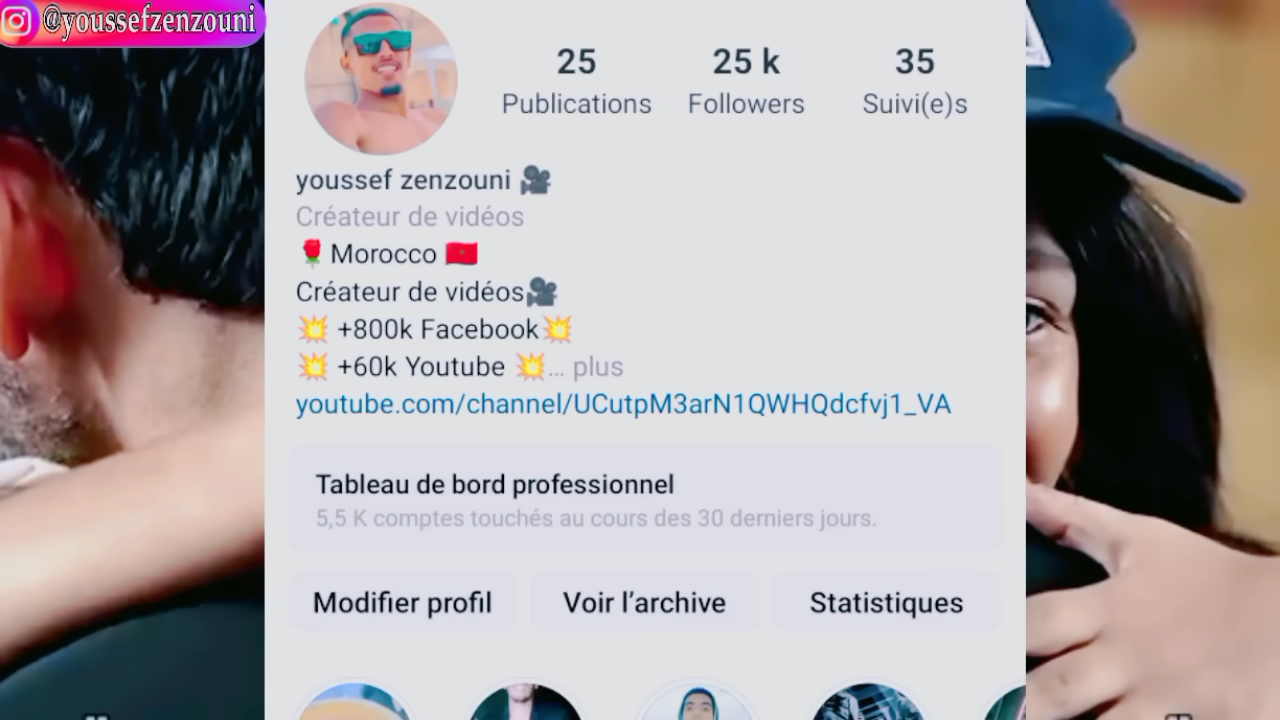 @youssefzenzouni
25 25 k 35
Publications Followers Suivi(e)s
youssef zenzouni 🎥
Créateur de vidéos
🌹Morocco 🇲🇦
Créateur de vidéos🎥
💥 +800k Facebook💥
💥 +60k Youtube 💥... plus
youtube.com/channel/UCutpM3arN1QWHQdcfvj1_VA
Tableau de bord professionnel
5,5 K comptes touchés au cours des 30 derniers jours.
Modifier profil Voir l’archive Statistiques